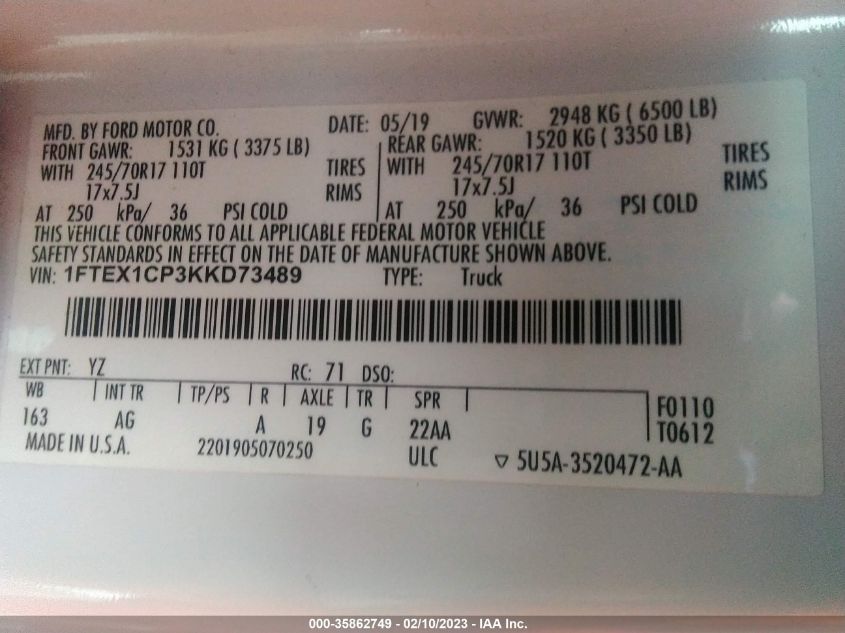 MFD. BY FORD MOTOR CO. DATE: 05/19 GVWR: 2948 KG ( 6500 LB)
FRONT GAWR: 1531 KG ( 3375 LB) REAR GAWR: 1520 KG ( 3350 LB)
WITH 245/70R17 110T TIRES WITH 245/70R17 110T TIRES
17x7.5J RIMS 17x7.5J RIMS
AT 250 kPa/ 36 PSI COLD AT 250 kPa/ 36 PSI COLD
THIS VEHICLE CONFORMS TO ALL APPLICABLE FEDERAL MOTOR VEHICLE
SAFETY STANDARDS IN EFFECT ON THE DATE OF MANUFACTURE SHOWN ABOVE.
VIN: 1FTEX1CP3KKD73489 TYPE: Truck
EXT PNT: YZ RC: 71 DSO:
WB INT TR TP/PS R AXLE TR SPR F0110
163 AG A 19 G 22AA T0612
MADE IN U.S.A. 2201905070250 ULC ▽ 5U5A-3520472-AA
000-35862749 - 02/10/2023 - IAA Inc.